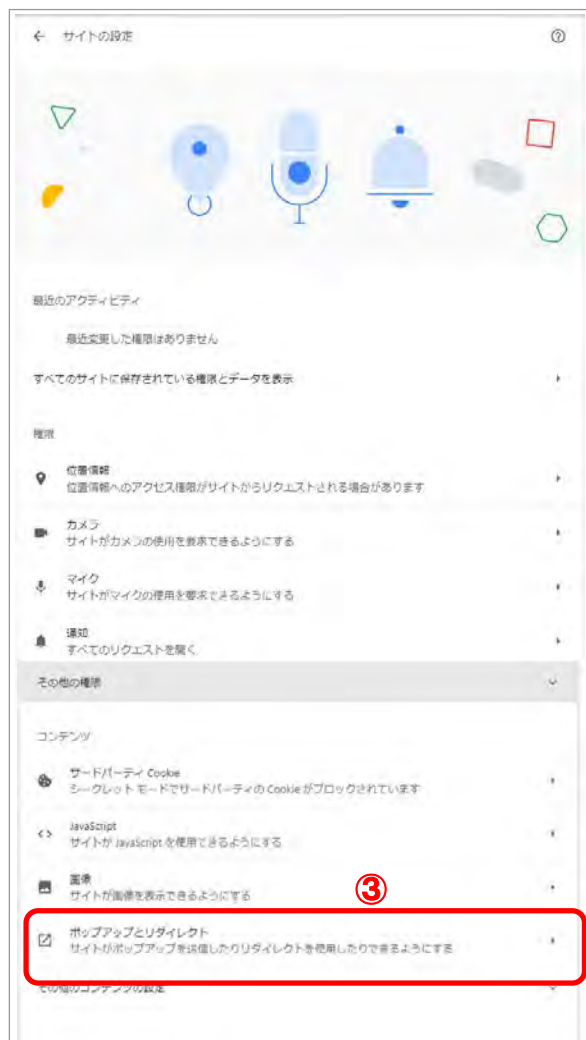 サイトの設定
最近のアクティビティ
最近変更した権限はありません
すべてのサイトに保存されている権限とデータを表示
権限
位置情報
位置情報へのアクセス権限がサイトからリクエストされる場合があります
カメラ
サイトがカメラの使用を要求できるようにする
マイク
サイトがマイクの使用を要求できるようにする
通知
すべてのリクエストを開く
その他の権限
コンテンツ
サードパーティ Cookie
シークレット モードでサードパーティの Cookie がブロックされています
JavaScript
サイトが JavaScript を使用できるようにする
画像
サイトが画像を表示できるようにする
③
ポップアップとリダイレクト
サイトがポップアップを送信したりリダイレクトを使用したりできるようにする
その他のコンテンツの設定